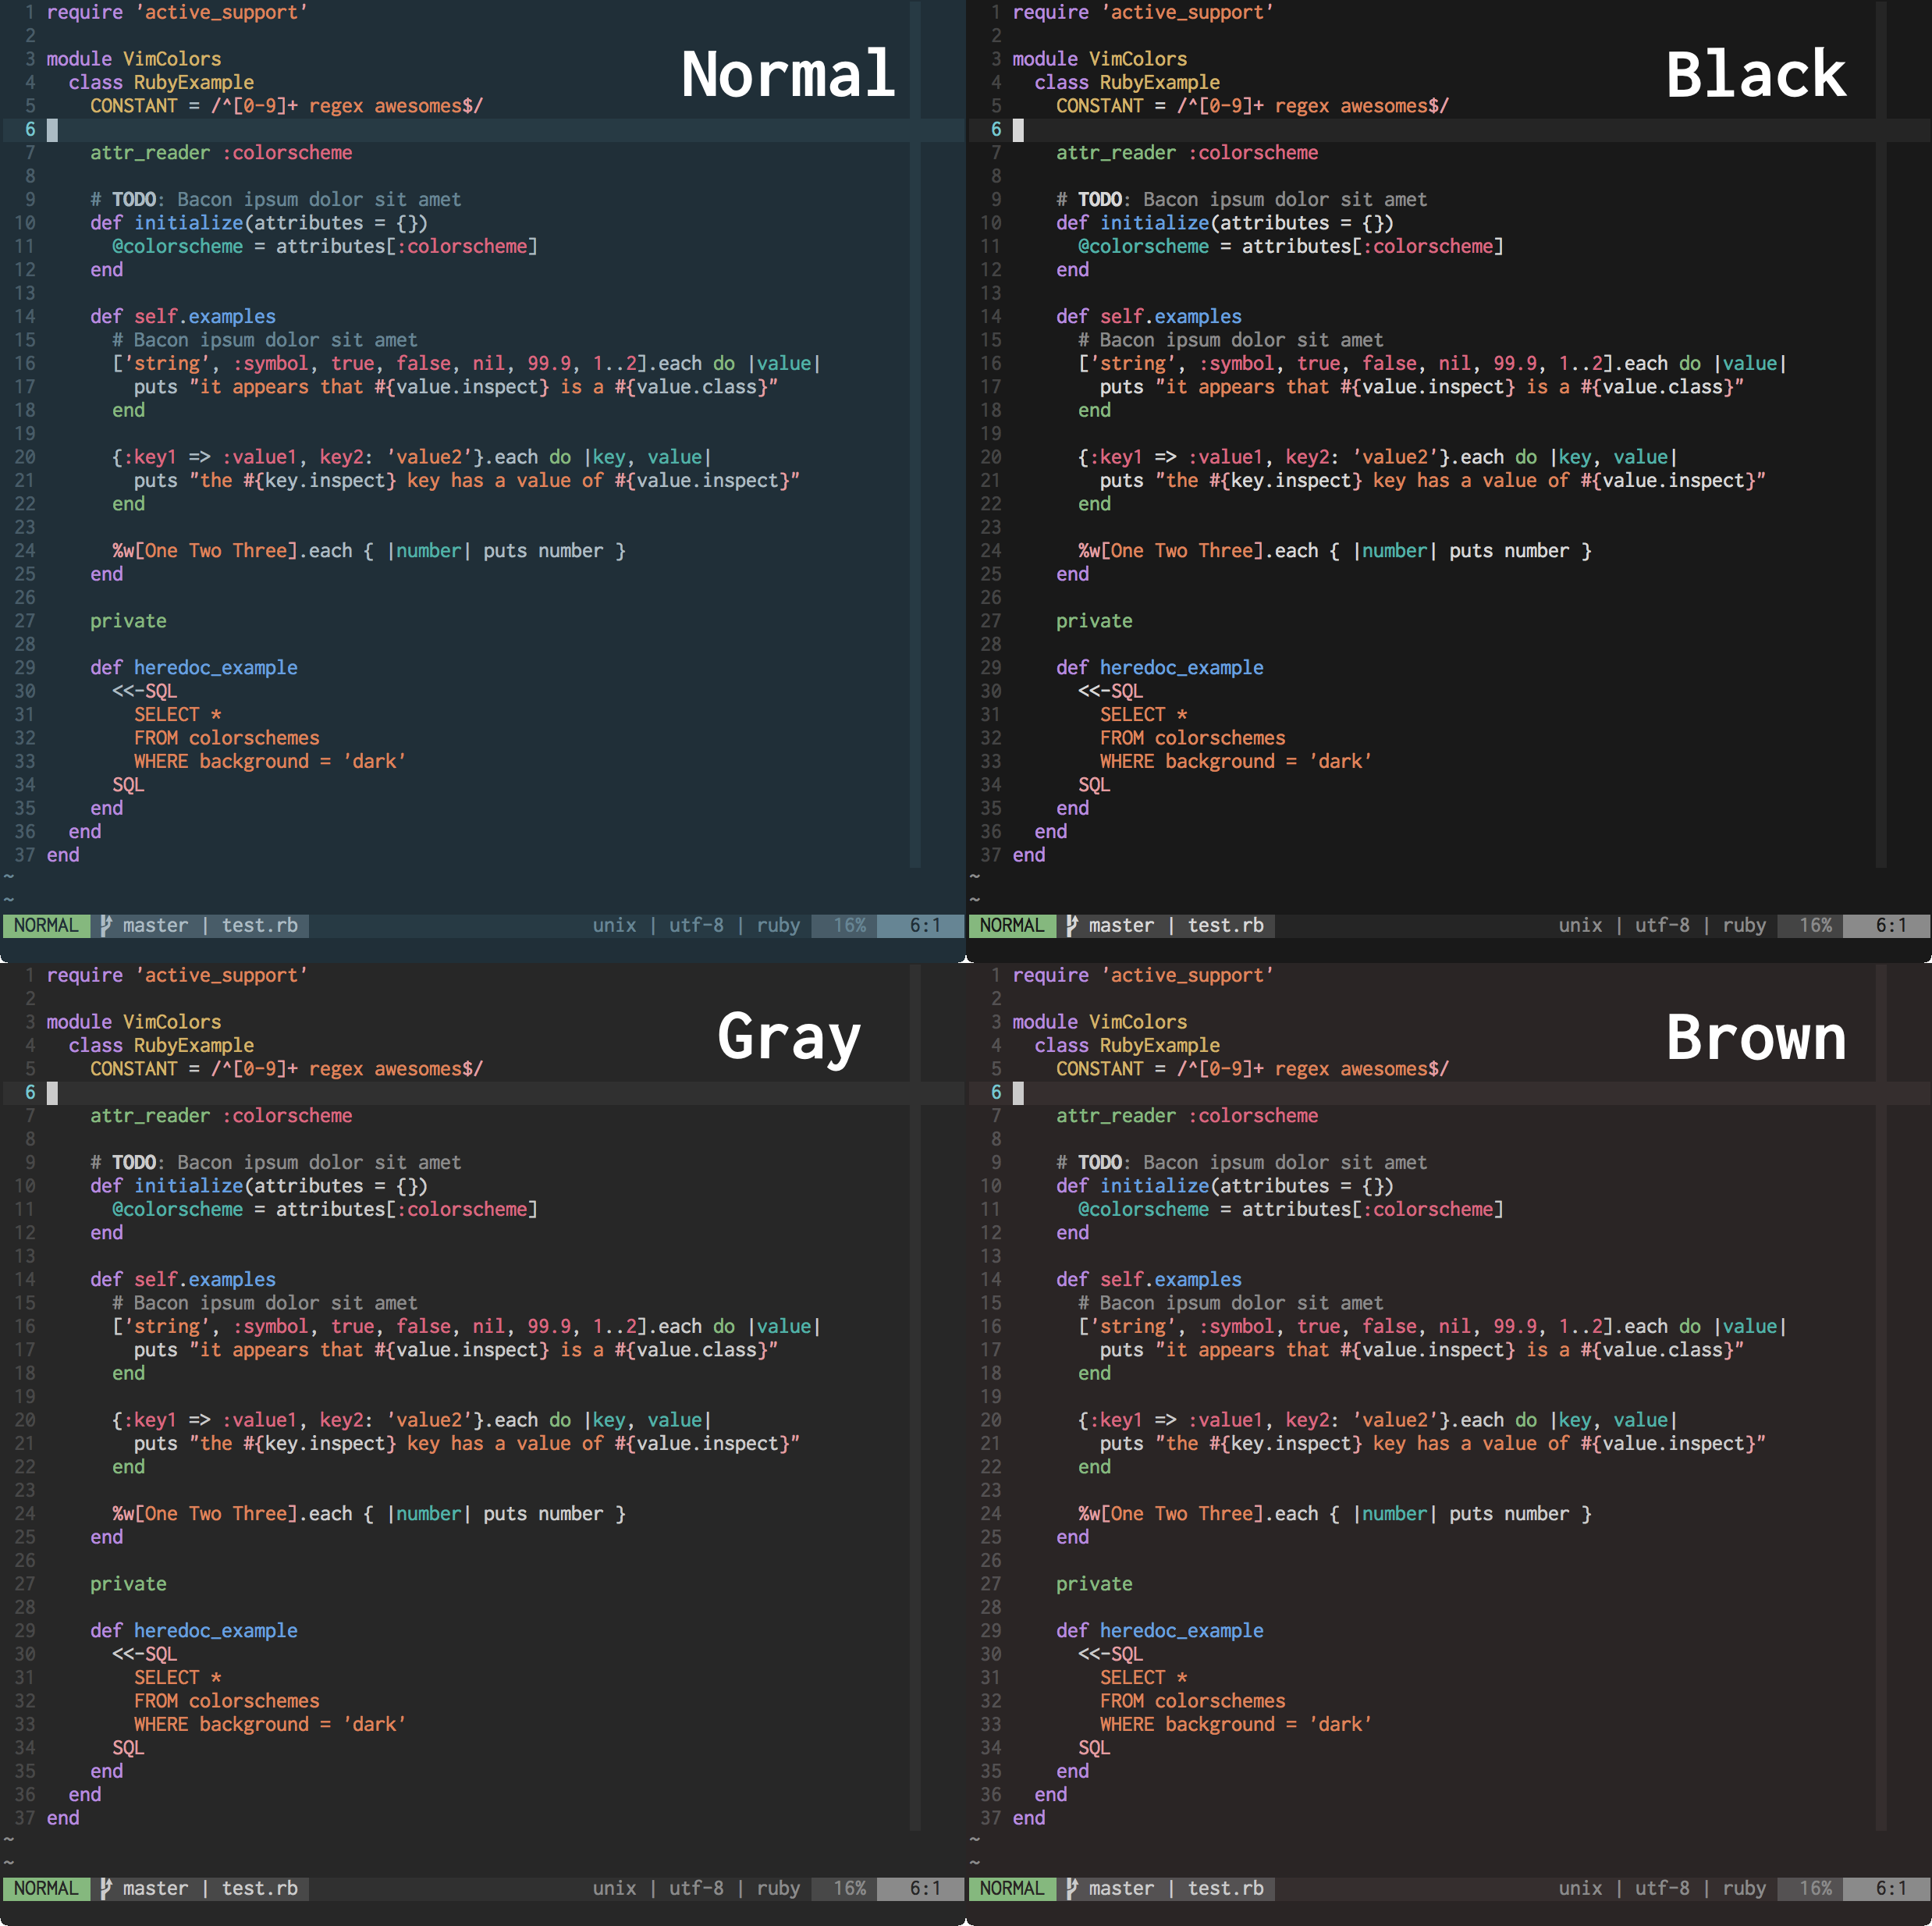 Normal
1 require 'active_support'
2
3 module VimColors
4   class RubyExample
5     CONSTANT = /^[0-9]+ regex awesomes$/
6
7     attr_reader :colorscheme
8
9     # TODO: Bacon ipsum dolor sit amet
10     def initialize(attributes = {})
11       @colorscheme = attributes[:colorscheme]
12     end
13
14     def self.examples
15       # Bacon ipsum dolor sit amet
16       ['string', :symbol, true, false, nil, 99.9, 1..2].each do |value|
17         puts "it appears that #{value.inspect} is a #{value.class}"
18       end
19
20       {:key1 => :value1, key2: 'value2'}.each do |key, value|
21         puts "the #{key.inspect} key has a value of #{value.inspect}"
22       end
23
24       %w[One Two Three].each { |number| puts number }
25     end
26
27     private
28
29     def heredoc_example
30       <<-SQL
31         SELECT *
32         FROM colorschemes
33         WHERE background = 'dark'
34       SQL
35     end
36   end
37 end
~
~
NORMAL master | test.rb unix | utf-8 | ruby 16% 6:1
Black
1 require 'active_support'
2
3 module VimColors
4   class RubyExample
5     CONSTANT = /^[0-9]+ regex awesomes$/
6
7     attr_reader :colorscheme
8
9     # TODO: Bacon ipsum dolor sit amet
10     def initialize(attributes = {})
11       @colorscheme = attributes[:colorscheme]
12     end
13
14     def self.examples
15       # Bacon ipsum dolor sit amet
16       ['string', :symbol, true, false, nil, 99.9, 1..2].each do |value|
17         puts "it appears that #{value.inspect} is a #{value.class}"
18       end
19
20       {:key1 => :value1, key2: 'value2'}.each do |key, value|
21         puts "the #{key.inspect} key has a value of #{value.inspect}"
22       end
23
24       %w[One Two Three].each { |number| puts number }
25     end
26
27     private
28
29     def heredoc_example
30       <<-SQL
31         SELECT *
32         FROM colorschemes
33         WHERE background = 'dark'
34       SQL
35     end
36   end
37 end
~
~
NORMAL master | test.rb unix | utf-8 | ruby 16% 6:1
Gray
1 require 'active_support'
2
3 module VimColors
4   class RubyExample
5     CONSTANT = /^[0-9]+ regex awesomes$/
6
7     attr_reader :colorscheme
8
9     # TODO: Bacon ipsum dolor sit amet
10     def initialize(attributes = {})
11       @colorscheme = attributes[:colorscheme]
12     end
13
14     def self.examples
15       # Bacon ipsum dolor sit amet
16       ['string', :symbol, true, false, nil, 99.9, 1..2].each do |value|
17         puts "it appears that #{value.inspect} is a #{value.class}"
18       end
19
20       {:key1 => :value1, key2: 'value2'}.each do |key, value|
21         puts "the #{key.inspect} key has a value of #{value.inspect}"
22       end
23
24       %w[One Two Three].each { |number| puts number }
25     end
26
27     private
28
29     def heredoc_example
30       <<-SQL
31         SELECT *
32         FROM colorschemes
33         WHERE background = 'dark'
34       SQL
35     end
36   end
37 end
~
~
NORMAL master | test.rb unix | utf-8 | ruby 16% 6:1
Brown
1 require 'active_support'
2
3 module VimColors
4   class RubyExample
5     CONSTANT = /^[0-9]+ regex awesomes$/
6
7     attr_reader :colorscheme
8
9     # TODO: Bacon ipsum dolor sit amet
10     def initialize(attributes = {})
11       @colorscheme = attributes[:colorscheme]
12     end
13
14     def self.examples
15       # Bacon ipsum dolor sit amet
16       ['string', :symbol, true, false, nil, 99.9, 1..2].each do |value|
17         puts "it appears that #{value.inspect} is a #{value.class}"
18       end
19
20       {:key1 => :value1, key2: 'value2'}.each do |key, value|
21         puts "the #{key.inspect} key has a value of #{value.inspect}"
22       end
23
24       %w[One Two Three].each { |number| puts number }
25     end
26
27     private
28
29     def heredoc_example
30       <<-SQL
31         SELECT *
32         FROM colorschemes
33         WHERE background = 'dark'
34       SQL
35     end
36   end
37 end
~
~
NORMAL master | test.rb unix | utf-8 | ruby 16% 6:1